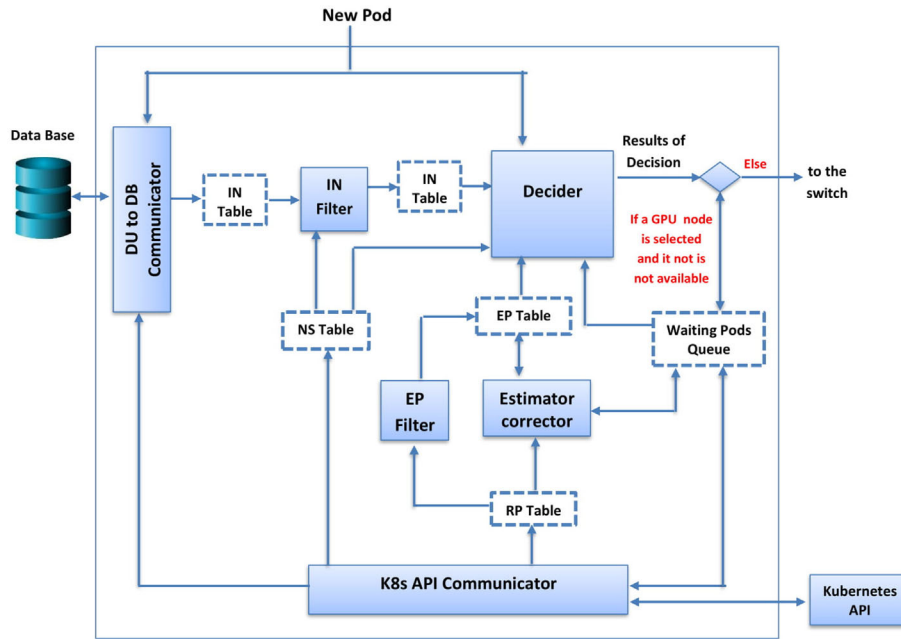 New Pod
Data Base
DU to DB
Communicator
IN
Table
IN
Filter
IN
Table
Decider
Results of
Decision
Else
to the
switch
If a GPU node
is selected
and it not is
not available
NS Table
EP Table
Waiting Pods
Queue
EP
Filter
Estimator
corrector
RP Table
K8s API Communicator
Kubernetes
API